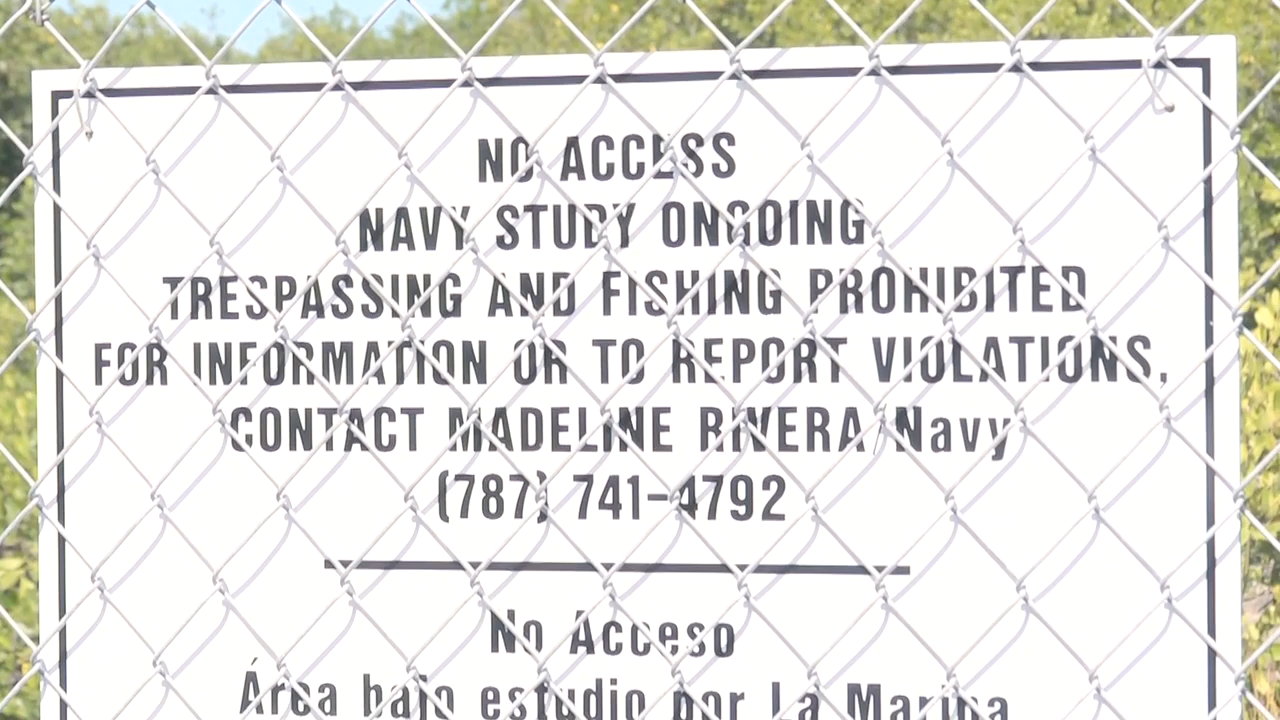 NO ACCESS
NAVY STUDY ONGOING
TRESPASSING AND FISHING PROHIBITED
FOR INFORMATION OR TO REPORT VIOLATIONS,
CONTACT MADELINE RIVERA/Navy
(787) 741-4792
No Acceso
Área bajo estudio por La Marina